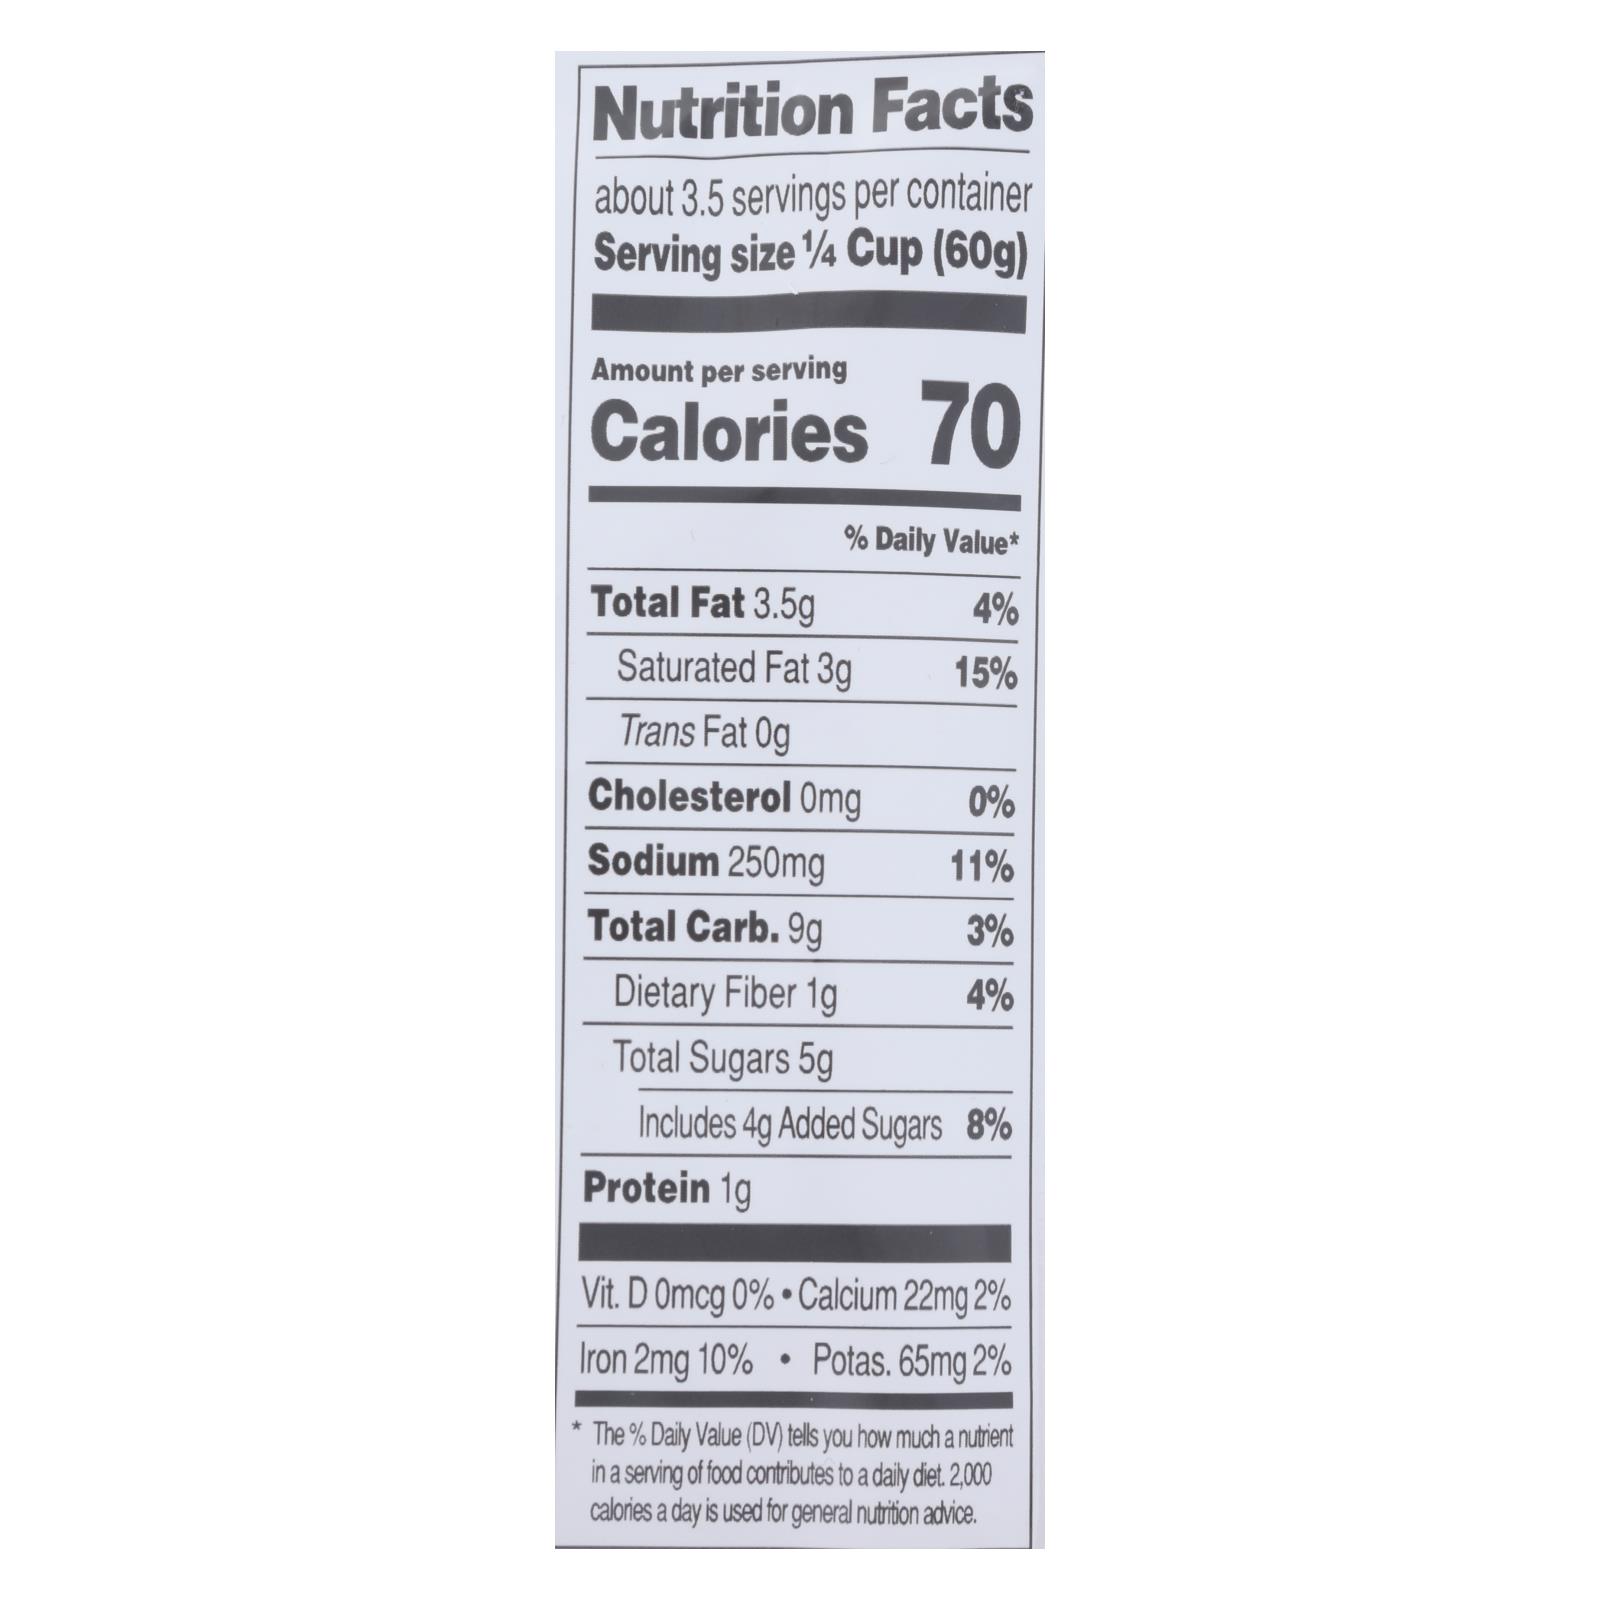 Nutrition Facts
about 3.5 servings per container
Serving size ¼ Cup (60g)
Amount per serving
Calories 70
% Daily Value*
Total Fat 3.5g 4%
Saturated Fat 3g 15%
Trans Fat 0g
Cholesterol 0mg 0%
Sodium 250mg 11%
Total Carb. 9g 3%
Dietary Fiber 1g 4%
Total Sugars 5g
Includes 4g Added Sugars 8%
Protein 1g
Vit. D 0mcg 0% • Calcium 22mg 2%
Iron 2mg 10% • Potas. 65mg 2%
* The % Daily Value (DV) tells you how much a nutrient
in a serving of food contributes to a daily diet. 2,000
calories a day is used for general nutrition advice.